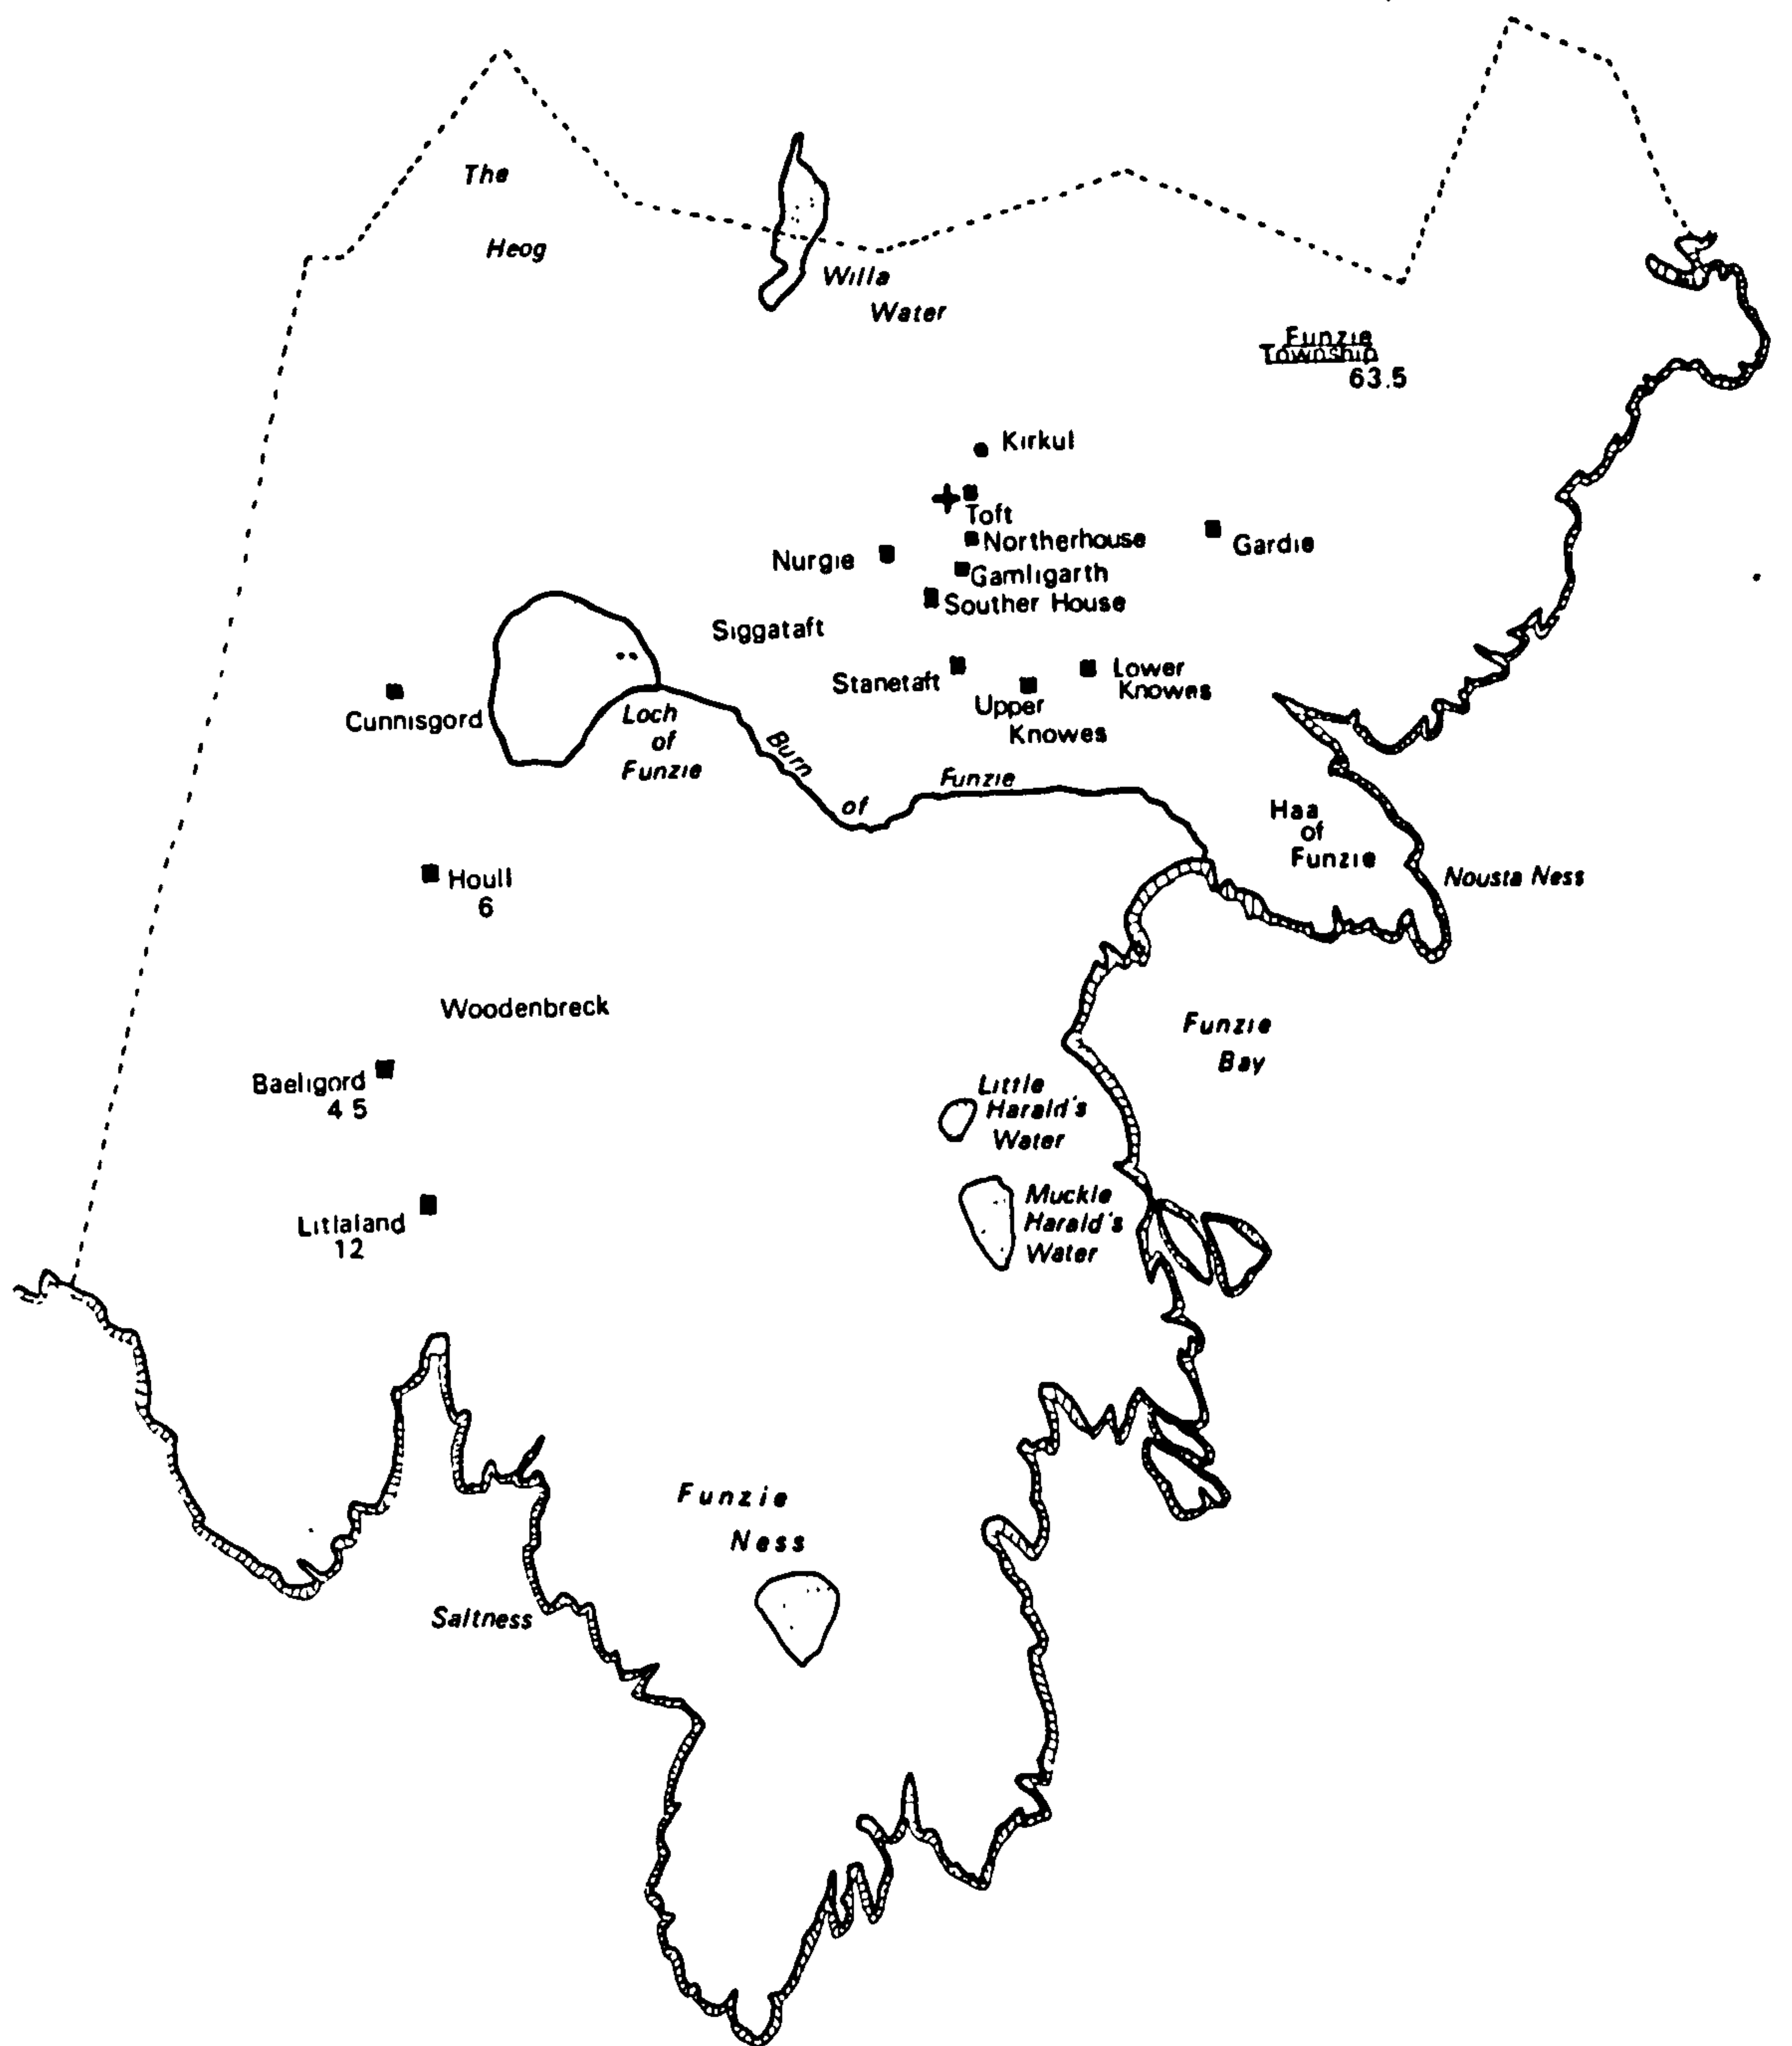 The
Heog
Willa
Water
Funzie
Township
63.5
Kirkul
Toft
Northerhouse
Gardie
Nurgie
Gamligarth
Souther House
Siggataft
Stanetaft
Lower
Knowes
Upper
Knowes
Cunnisgord
Loch
of
Funzie
Burn
of
Funzie
Haa
of
Funzie
Nousta Ness
Houll
6
Woodenbreck
Funzie
Bay
Baeligord
4 5
Little
Harald's
Water
Muckle
Harald's
Water
Litlaland
12
Funzie
Ness
Saltness